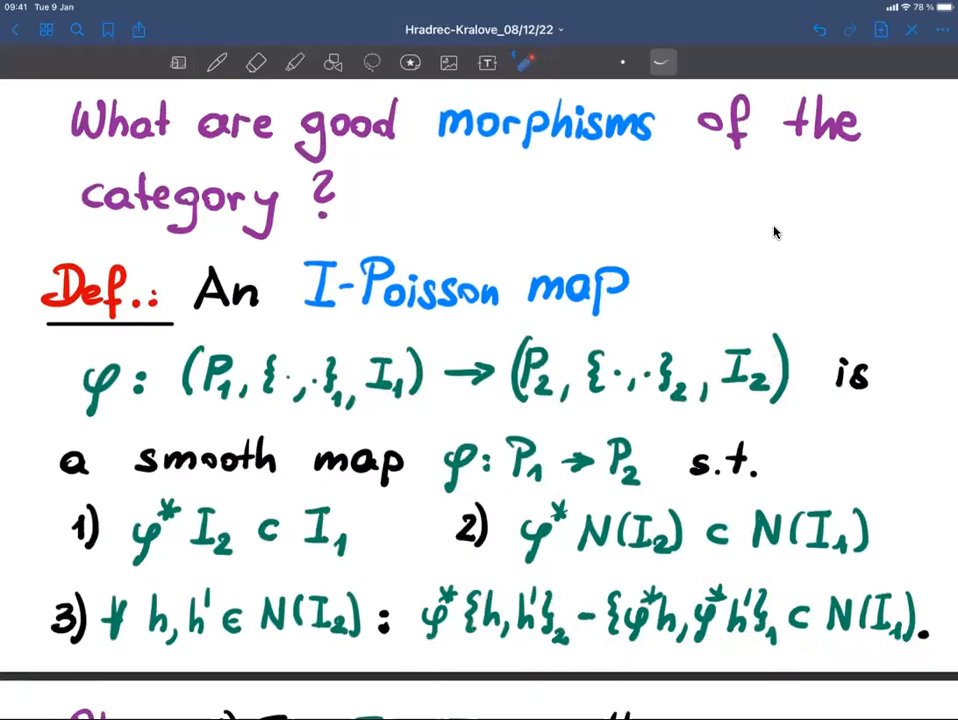 09:41 Tue 9 Jan 78 %
Hradrec-Kralove_08/12/22
What are good morphisms of the
category ?
Def.: An I-Poisson map
φ: (P₁, {·,·}₁, I₁) → (P₂, {·,·}₂, I₂) is
a smooth map φ: P₁ → P₂ s.t.
1) φ* I₂ ⊂ I₁ 2) φ* N(I₂) ⊂ N(I₁)
3) ∀ h, h' ∈ N(I₂) : φ*{h, h'}₂ - {φ*h, φ*h'}₁ ⊂ N(I₁).